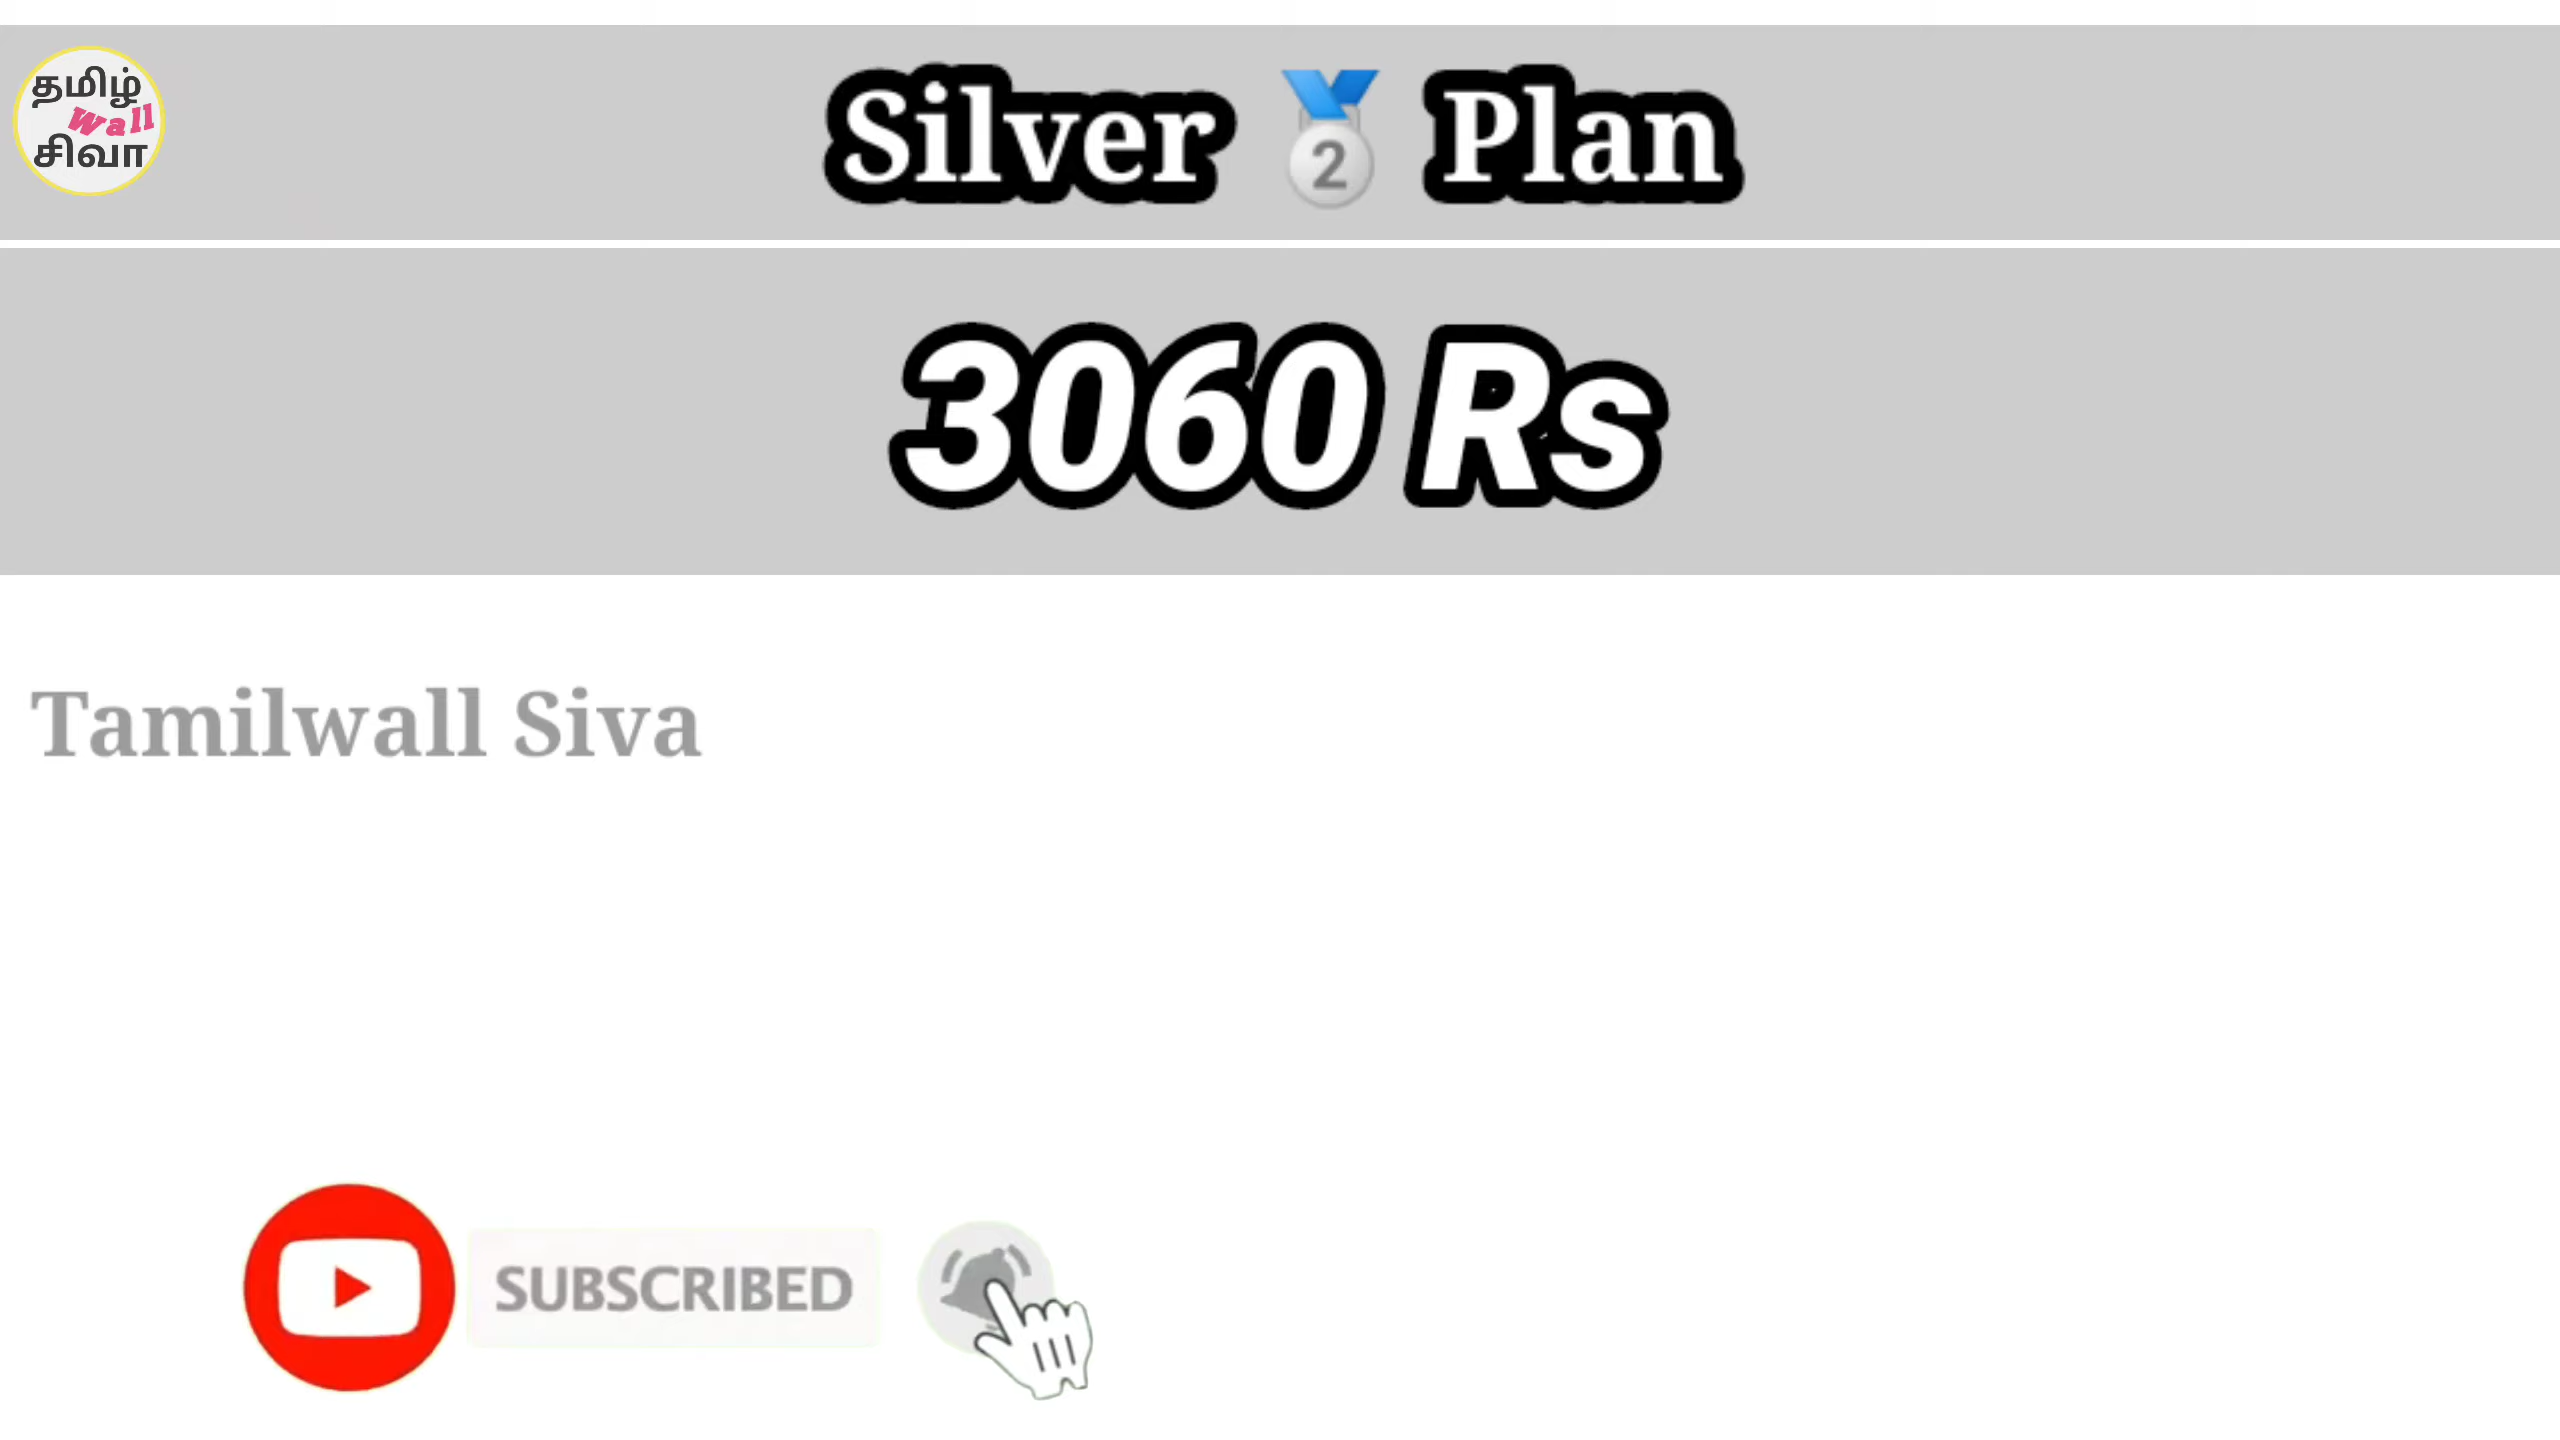 தமிழ்
Wall
சிவா
Silver 🥈 Plan
3060 Rs
Tamilwall Siva
SUBSCRIBED